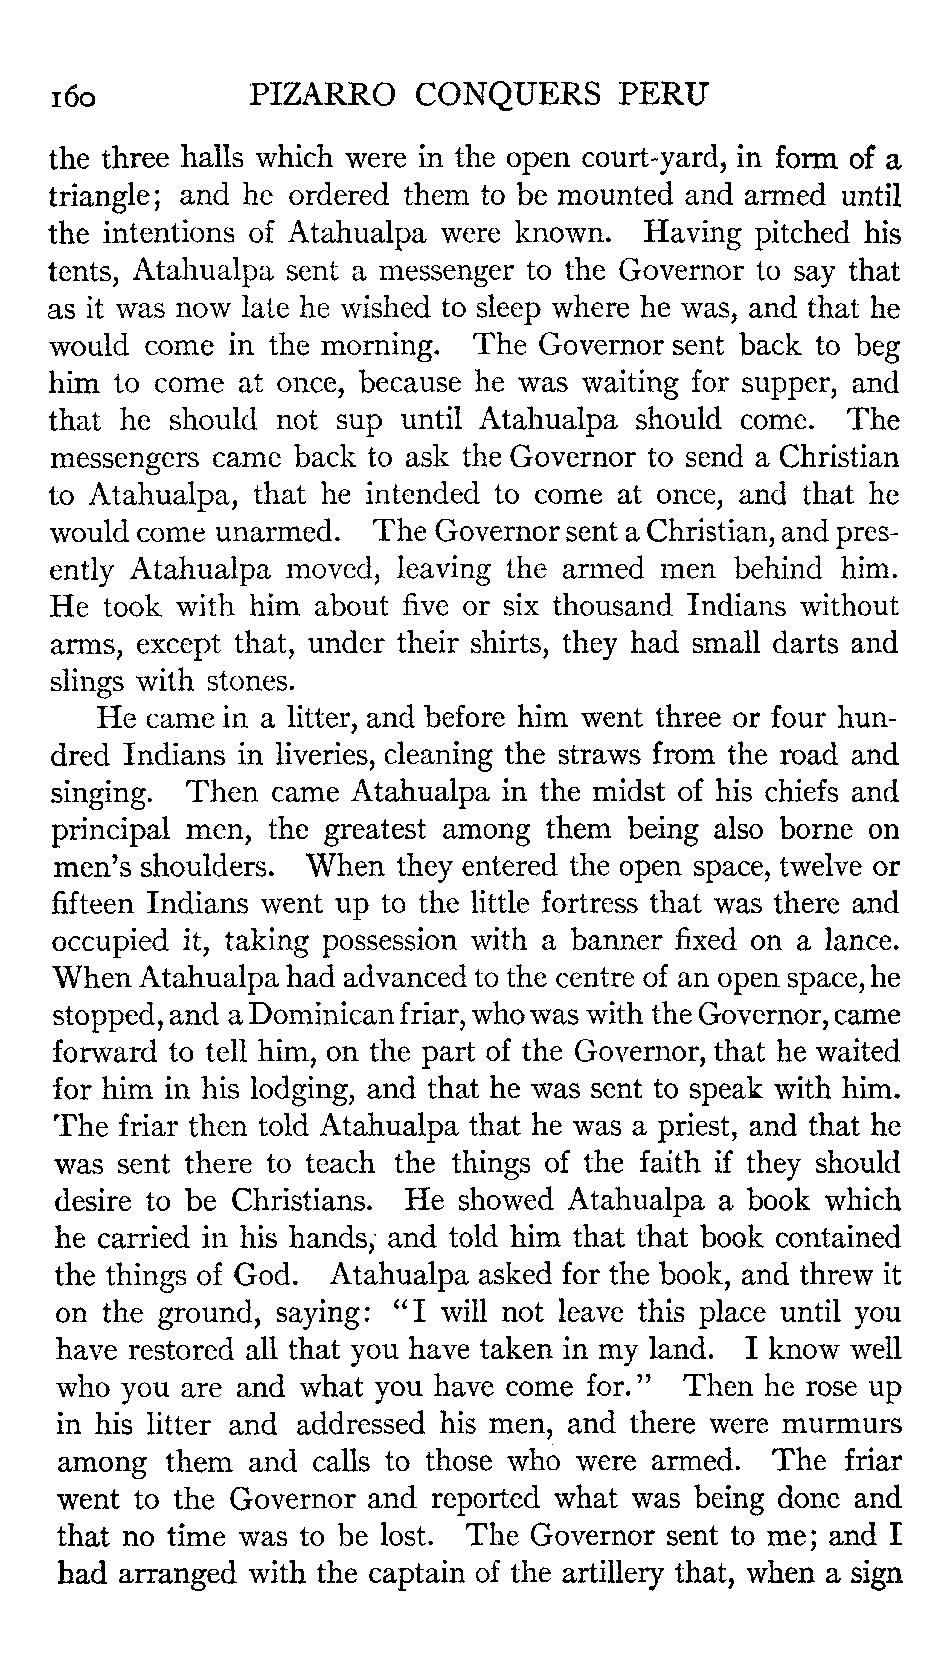 160 PIZARRO CONQUERS PERU
the three halls which were in the open court-yard, in form of a
triangle; and he ordered them to be mounted and armed until
the intentions of Atahualpa were known. Having pitched his
tents, Atahualpa sent a messenger to the Governor to say that
as it was now late he wished to sleep where he was, and that he
would come in the morning. The Governor sent back to beg
him to come at once, because he was waiting for supper, and
that he should not sup until Atahualpa should come. The
messengers came back to ask the Governor to send a Christian
to Atahualpa, that he intended to come at once, and that he
would come unarmed. The Governor sent a Christian, and pres-
ently Atahualpa moved, leaving the armed men behind him.
He took with him about five or six thousand Indians without
arms, except that, under their shirts, they had small darts and
slings with stones.
He came in a litter, and before him went three or four hun-
dred Indians in liveries, cleaning the straws from the road and
singing. Then came Atahualpa in the midst of his chiefs and
principal men, the greatest among them being also borne on
men's shoulders. When they entered the open space, twelve or
fifteen Indians went up to the little fortress that was there and
occupied it, taking possession with a banner fixed on a lance.
When Atahualpa had advanced to the centre of an open space, he
stopped, and a Dominican friar, who was with the Governor, came
forward to tell him, on the part of the Governor, that he waited
for him in his lodging, and that he was sent to speak with him.
The friar then told Atahualpa that he was a priest, and that he
was sent there to teach the things of the faith if they should
desire to be Christians. He showed Atahualpa a book which
he carried in his hands, and told him that that book contained
the things of God. Atahualpa asked for the book, and threw it
on the ground, saying: "I will not leave this place until you
have restored all that you have taken in my land. I know well
who you are and what you have come for." Then he rose up
in his litter and addressed his men, and there were murmurs
among them and calls to those who were armed. The friar
went to the Governor and reported what was being done and
that no time was to be lost. The Governor sent to me; and I
had arranged with the captain of the artillery that, when a sign